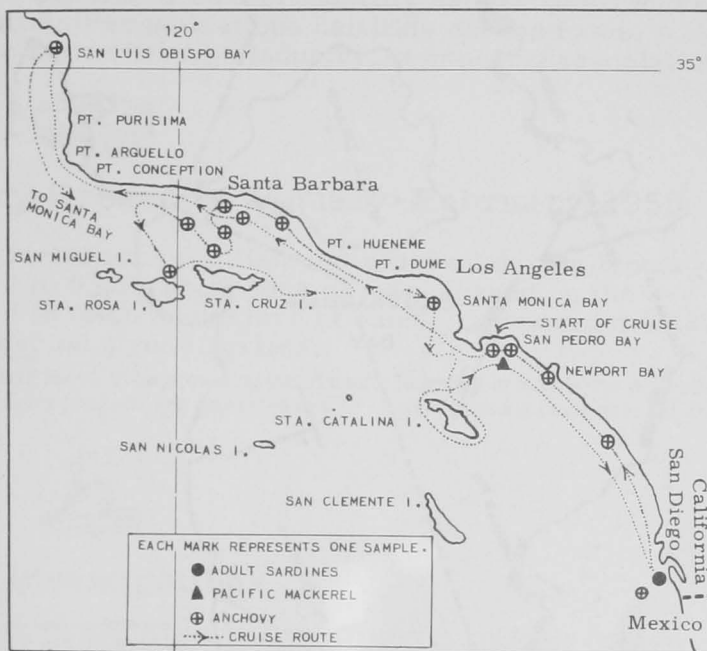 120°
SAN LUIS OBISPO BAY
35°
PT. PURISIMA
PT. ARGUELLO
PT. CONCEPTION
Santa Barbara
TO SANTA
MONICA BAY
PT. HUENEME
SAN MIGUEL I.
PT. DUME
Los Angeles
STA. ROSA I.
STA. CRUZ I.
SANTA MONICA BAY
START OF CRUISE
SAN PEDRO BAY
NEWPORT BAY
STA. CATALINA I.
SAN NICOLAS I.
SAN CLEMENTE I.
San Diego
California
Mexico
EACH MARK REPRESENTS ONE SAMPLE.
ADULT SARDINES
PACIFIC MACKEREL
ANCHOVY
CRUISE ROUTE